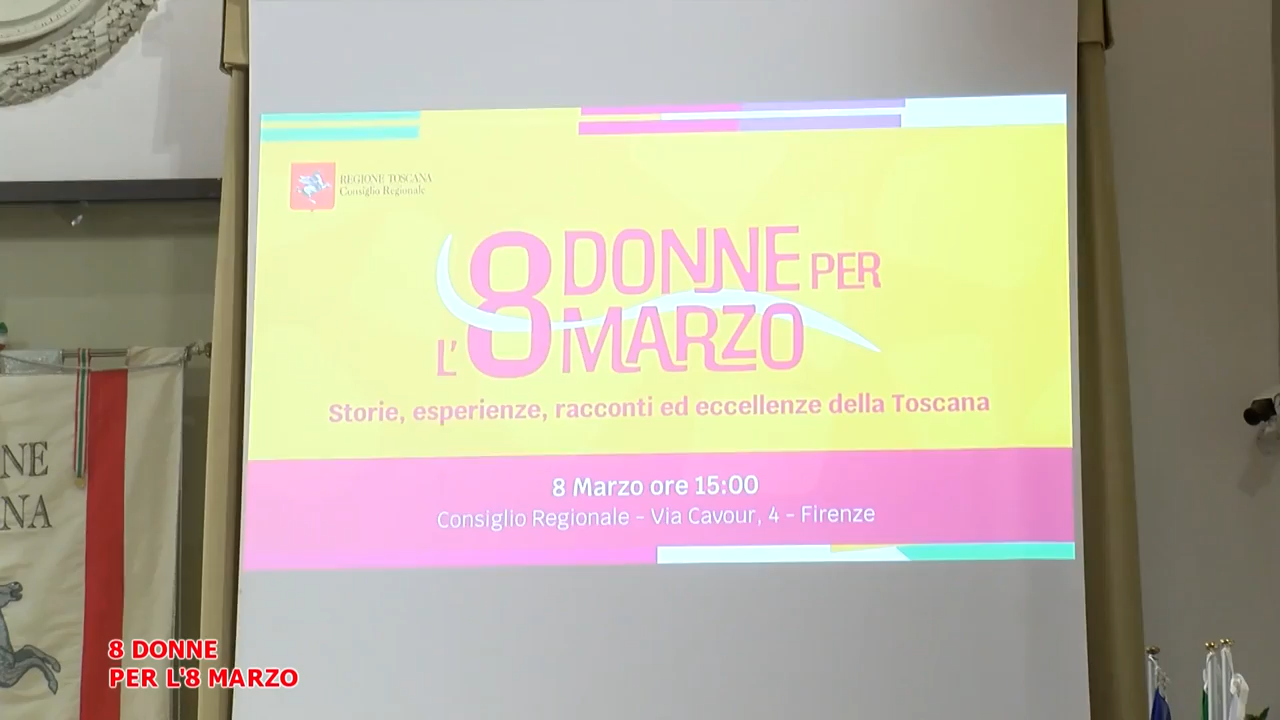 REGIONE TOSCANA
Consiglio Regionale
8 DONNE PER
L'8 MARZO
Storie, esperienze, racconti ed eccellenze della Toscana
8 Marzo ore 15:00
Consiglio Regionale - Via Cavour, 4 - Firenze
NE
NA
8 DONNE
PER L'8 MARZO